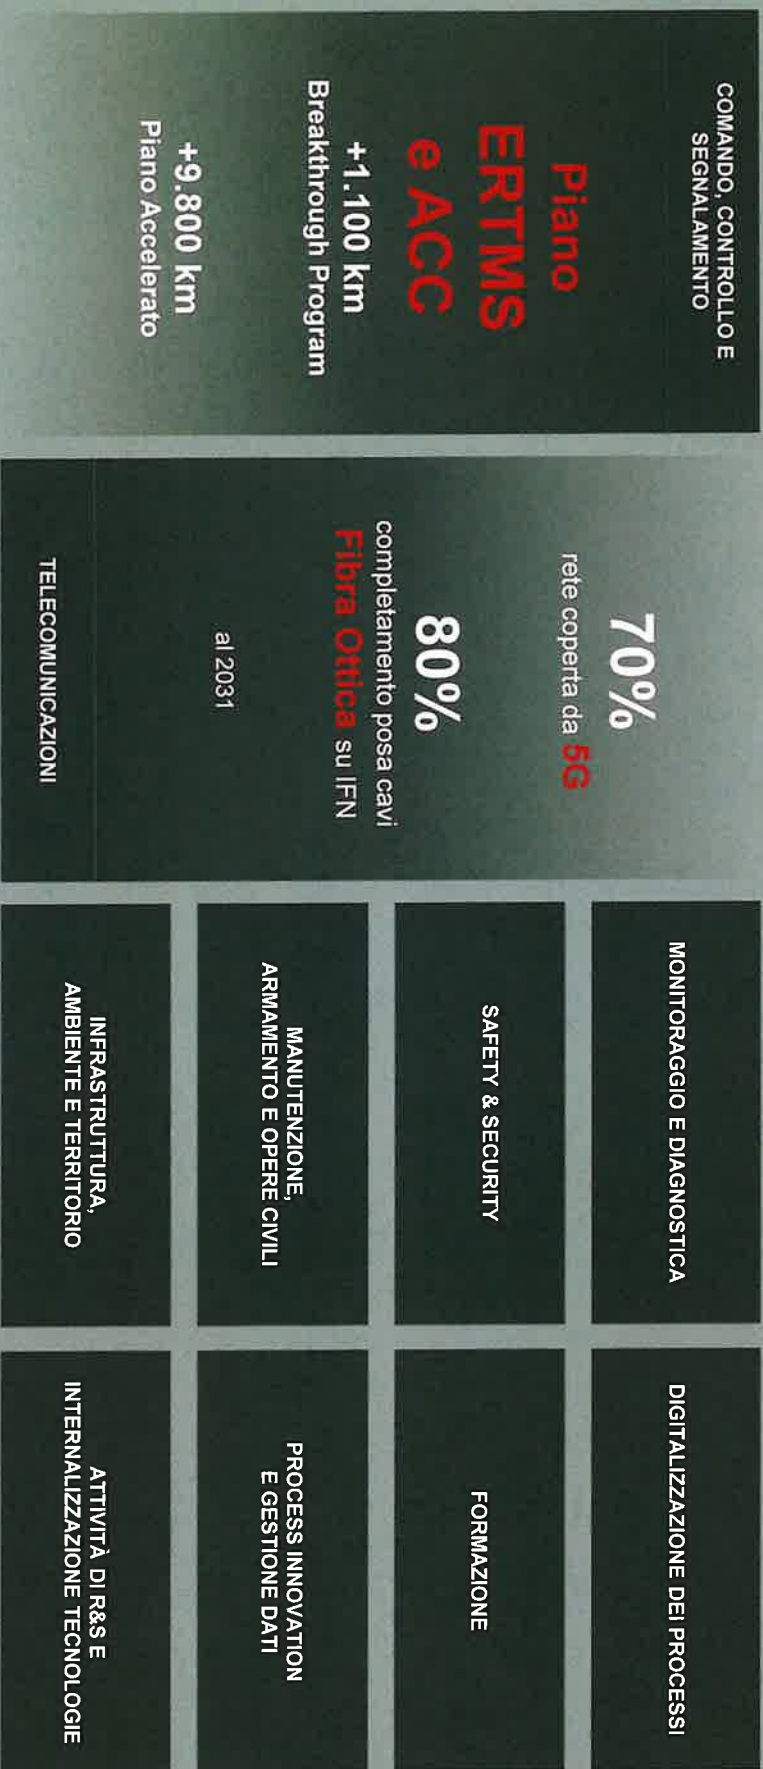 COMANDO, CONTROLLO E
SEGNALAMENTO
Piano
ERTMS
e ACC
+1.100 km
Breakthrough Program
+9.800 km
Piano Accelerato
70%
rete coperta da 5G
80%
completamento posa cavi
Fibra Ottica su IFN
al 2031
TELECOMUNICAZIONI
MONITORAGGIO E DIAGNOSTICA
SAFETY & SECURITY
MANUTENZIONE,
ARMAMENTO E OPERE CIVILI
INFRASTRUTTURA,
AMBIENTE E TERRITORIO
DIGITALIZZAZIONE DEI PROCESSI
FORMAZIONE
PROCESS INNOVATION
E GESTIONE DATI
ATTIVITÀ DI R&S E
INTERNALIZZAZIONE TECNOLOGIE